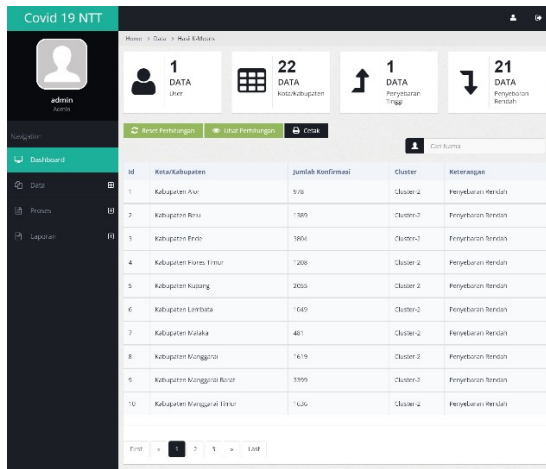 Covid 19 NTT
Home > Data > Hasil K-Means
admin
Admin
1
DATA
User
22
DATA
Kota/Kabupaten
1
DATA
Penyebaran
Tinggi
21
DATA
Penyebaran
Rendah
Navigation
Dashboard
Data
Proses
Laporan
Reset Perhitungan
Lihat Perhitungan
Cetak
Cari Nama
Id Kota/Kabupaten Jumlah Konfirmasi Cluster Keterangan
1 Kabupaten Alor 978 Cluster-2 Penyebaran Rendah
2 Kabupaten Belu 1389 Cluster-2 Penyebaran Rendah
3 Kabupaten Ende 3804 Cluster-2 Penyebaran Rendah
4 Kabupaten Flores Timur 1208 Cluster-2 Penyebaran Rendah
5 Kabupaten Kupang 2055 Cluster-2 Penyebaran Rendah
6 Kabupaten Lembata 1049 Cluster-2 Penyebaran Rendah
7 Kabupaten Malaka 481 Cluster-2 Penyebaran Rendah
8 Kabupaten Manggarai 1619 Cluster-2 Penyebaran Rendah
9 Kabupaten Manggarai Barat 3399 Cluster-2 Penyebaran Rendah
10 Kabupaten Manggarai Timur 1636 Cluster-2 Penyebaran Rendah
First « 1 2 3 » Last